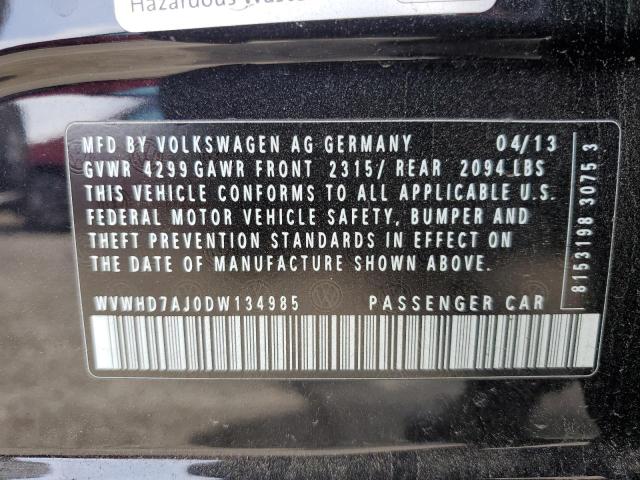 Hazardous Waste
MFD BY VOLKSWAGEN AG GERMANY 04/13
GVWR 4299 GAWR FRONT 2315/ REAR 2094 LBS
THIS VEHICLE CONFORMS TO ALL APPLICABLE U.S.
FEDERAL MOTOR VEHICLE SAFETY, BUMPER AND
THEFT PREVENTION STANDARDS IN EFFECT ON
THE DATE OF MANUFACTURE SHOWN ABOVE.
WVWHD7AJ0DW134985 PASSENGER CAR
8153198 3075 3